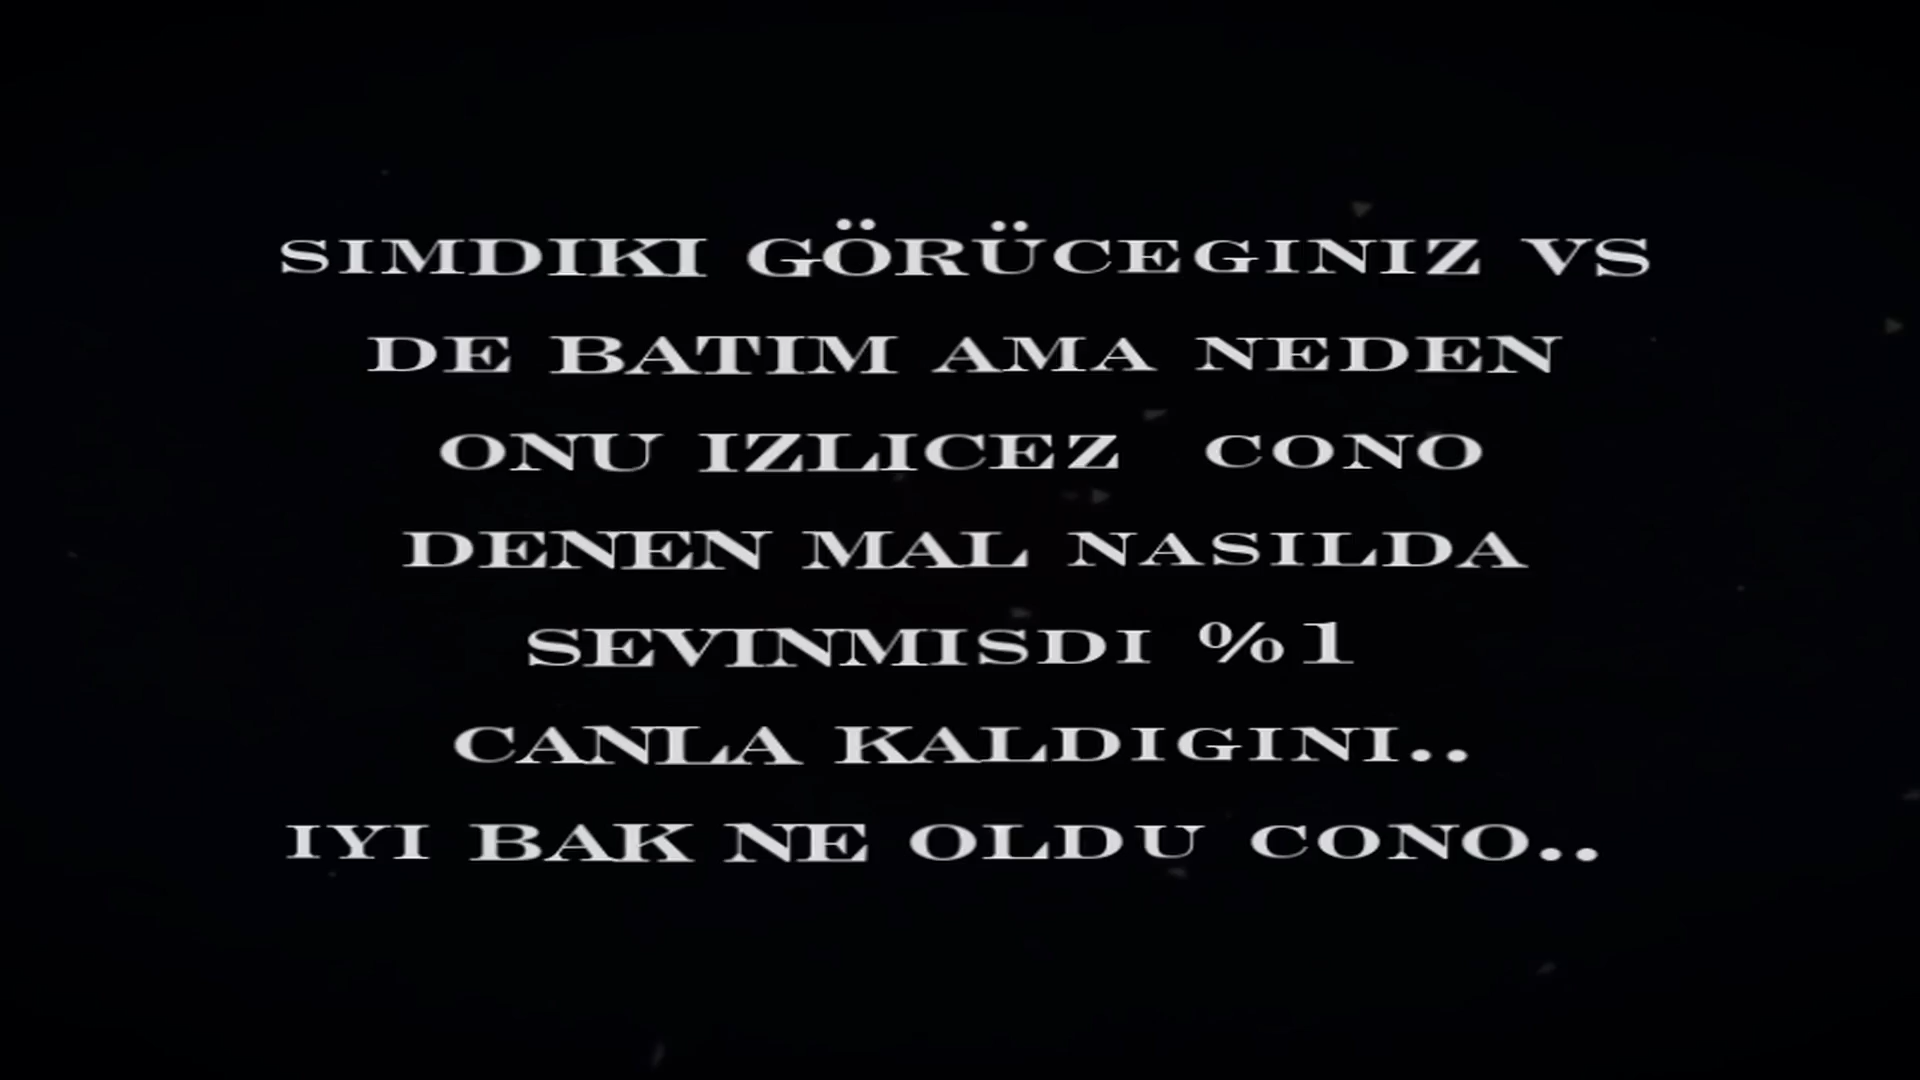 SIMDIKI GÖRÜCEGINIZ VS
DE BATIM AMA NEDEN
ONU IZLICEZ CONO
DENEN MAL NASILDA
SEVINMISDI %1
CANLA KALDIGINI..
IYI BAK NE OLDU CONO..